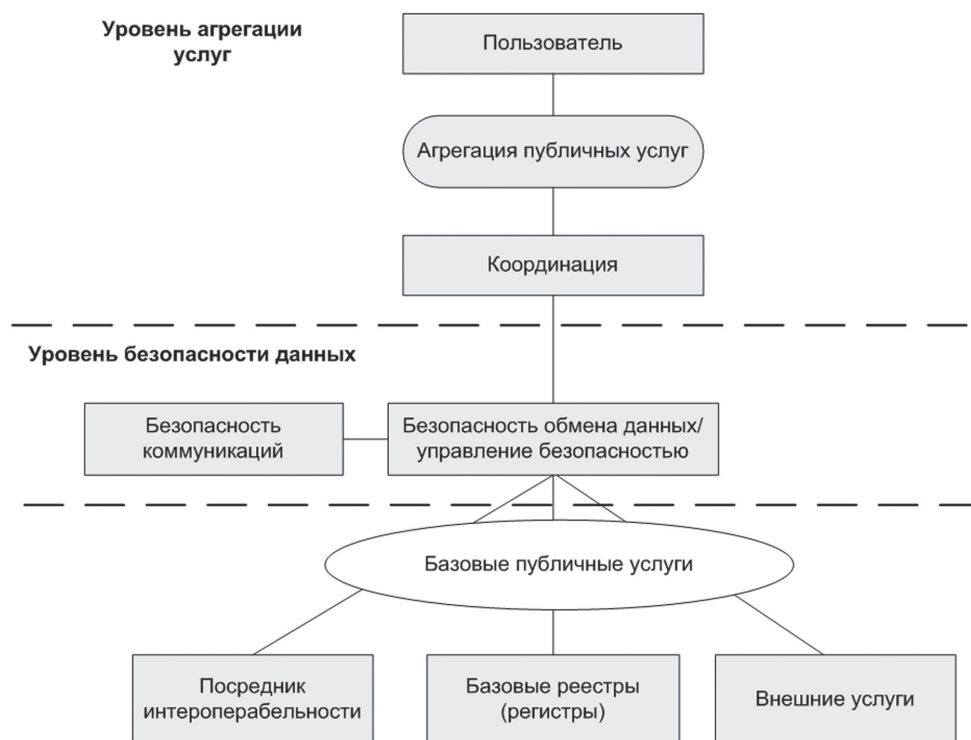 Уровень агрегации
услуг
Пользователь
Агрегация публичных услуг
Координация
Уровень безопасности данных
Безопасность
коммуникаций
Безопасность обмена данных/
управление безопасностью
Базовые публичные услуги
Посредник
интероперабельности
Базовые реестры
(регистры)
Внешние услуги